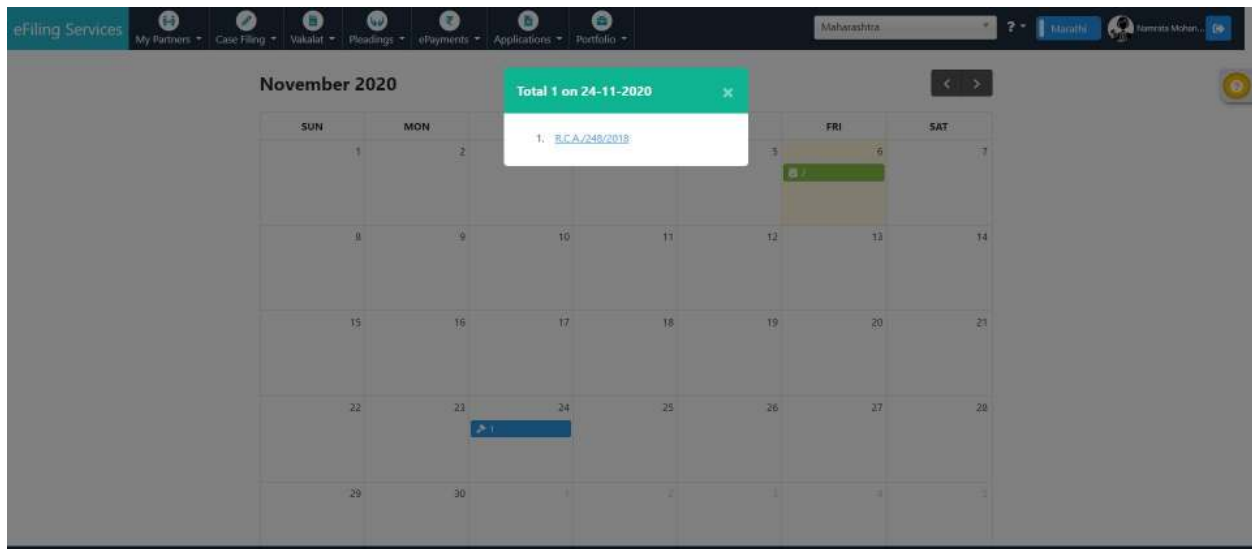 eFiling Services My Partners Case Filing Vakalat Pleadings ePayments Applications Portfolio Maharashtra ? Marathi Namrata Mohan...
November 2020
Total 1 on 24-11-2020 ×
< >
SUN MON FRI SAT
1. R.C.A./248/2018
1 2 5 6 7
8 9 10 11 12 13 14
15 16 17 18 19 20 21
22 23 24 25 26 27 28
1
29 30 1 2 3 4 5